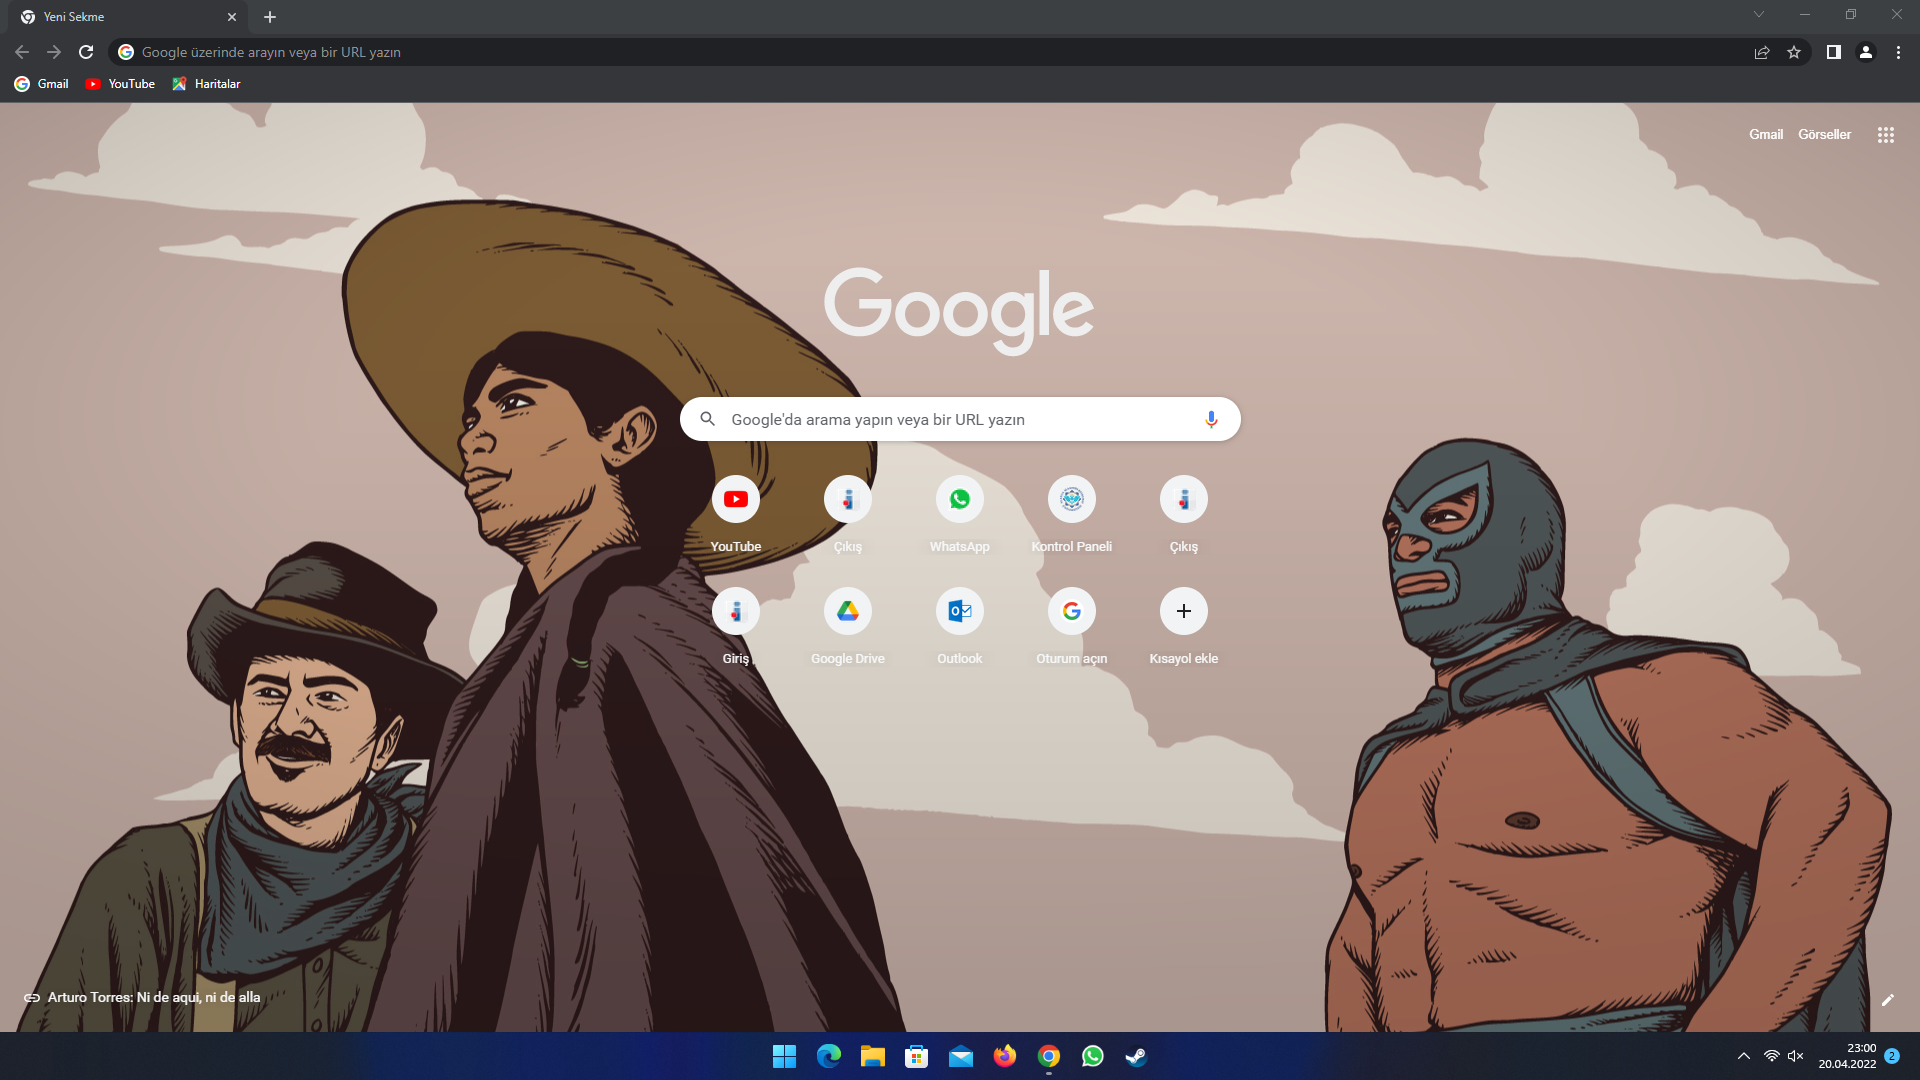 Yeni Sekme
Google üzerinde arayın veya bir URL yazın
Gmail YouTube Haritalar
Gmail Görseller
Google
Google'da arama yapın veya bir URL yazın
YouTube Çıkış WhatsApp Kontrol Paneli Çıkış
Giriş Google Drive Outlook Oturum açın Kısayol ekle
Arturo Torres: Ni de aqui, ni de alla
23:00
20.04.2022 2